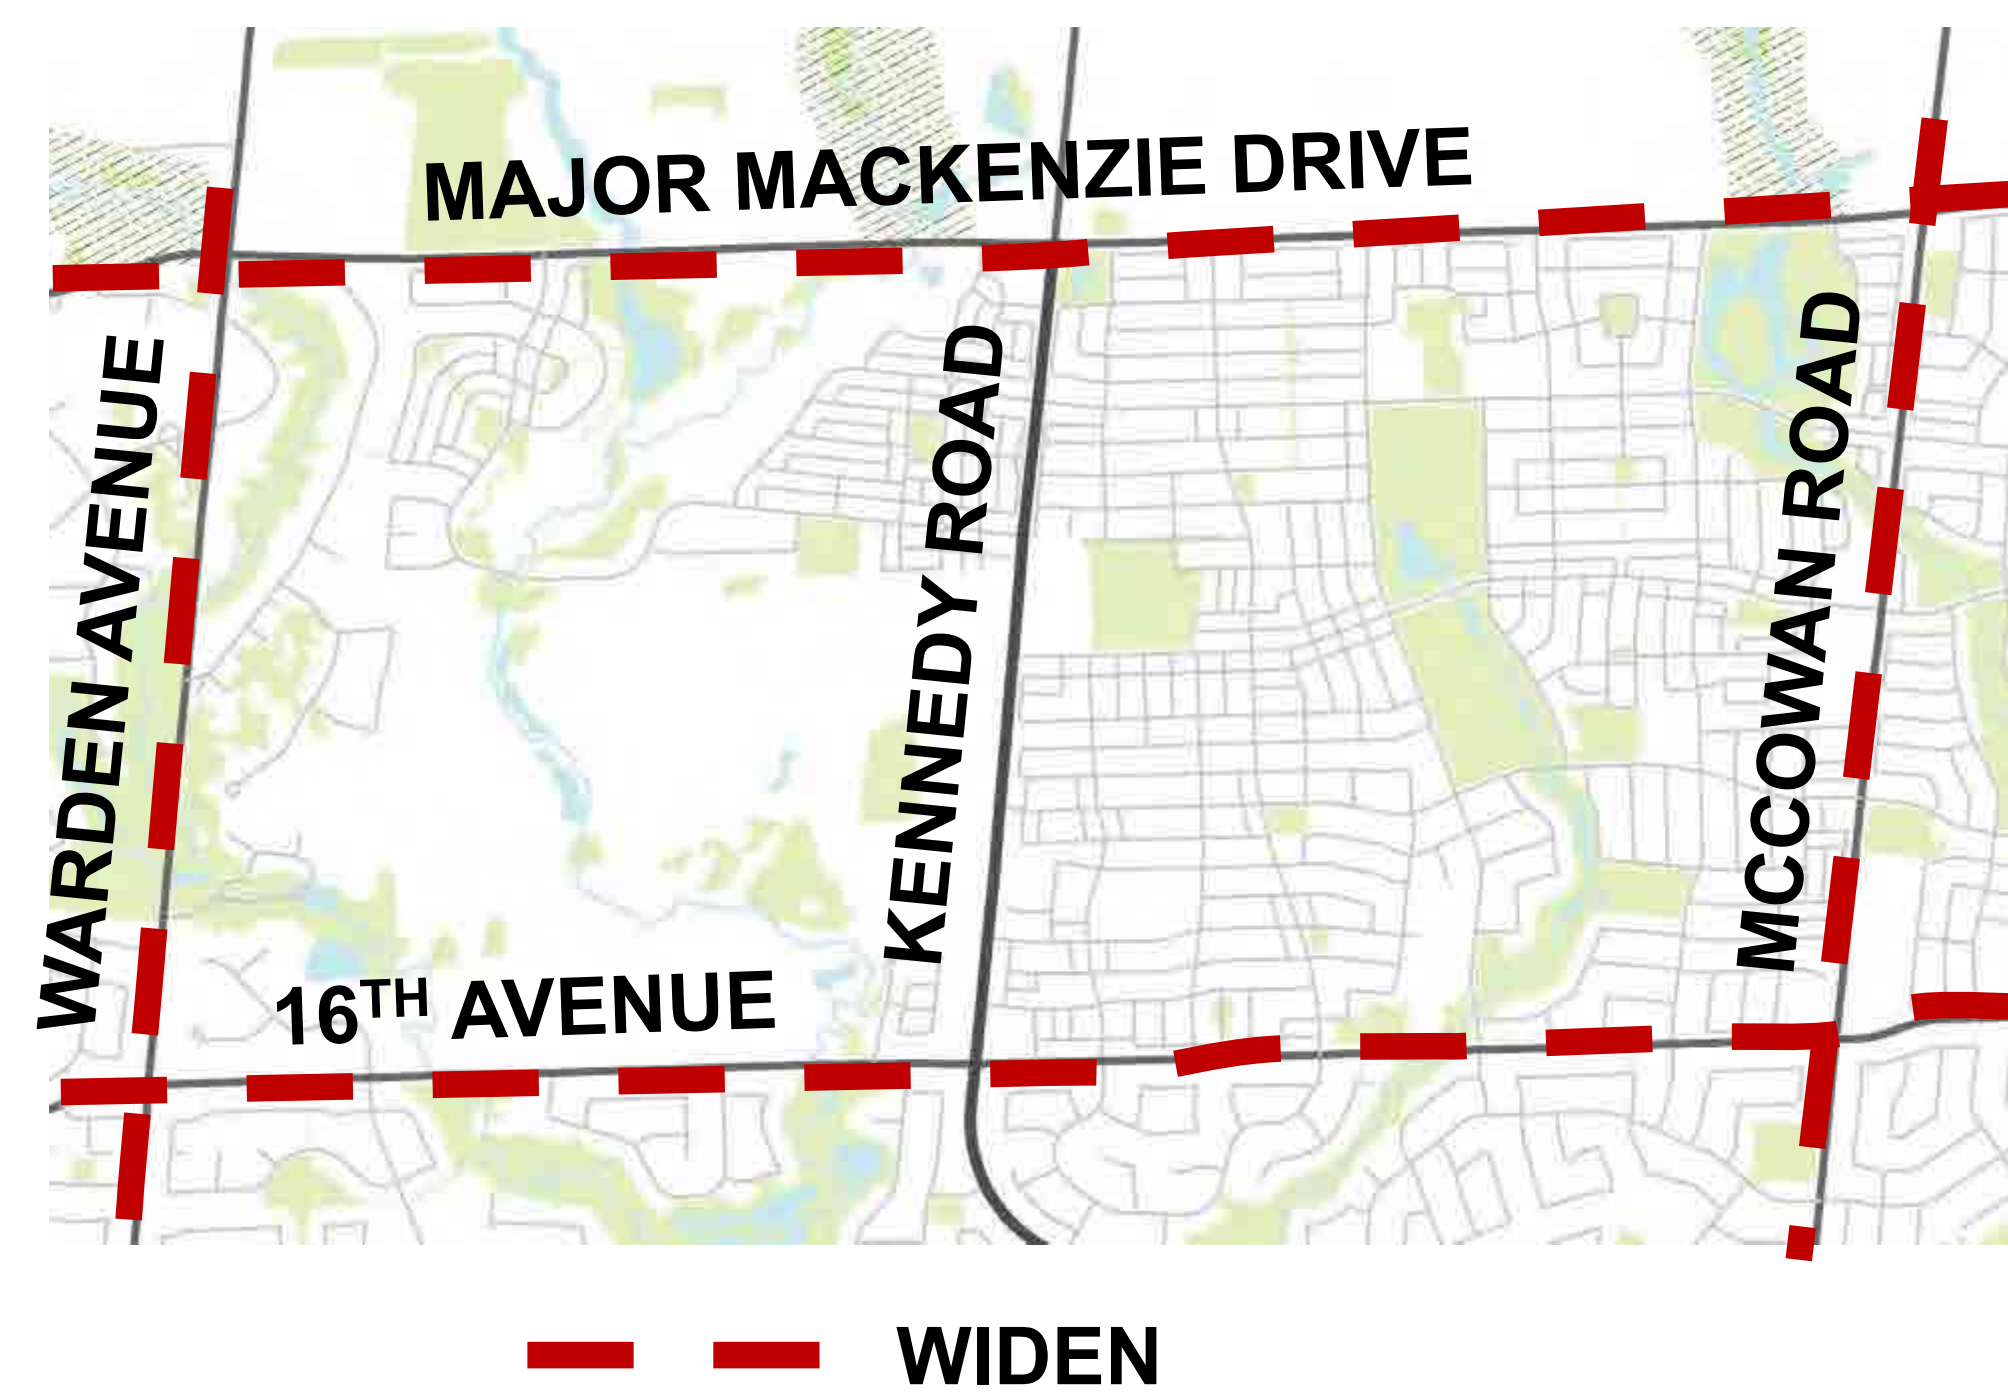 MAJOR MACKENZIE DRIVE
WARDEN AVENUE
KENNEDY ROAD
MCCOWAN ROAD
16TH AVENUE
WIDEN